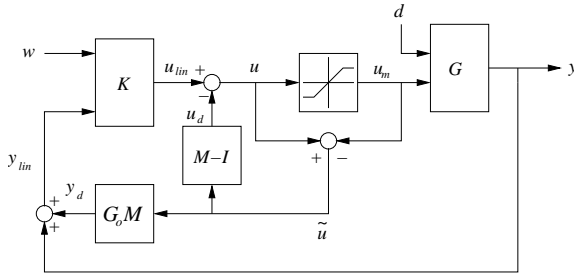 d
w
K
u_lin
+
−
u
u_m
G
y
u_d
M−I
+
−
y_lin
y_d
G_oM
ũ
+
+